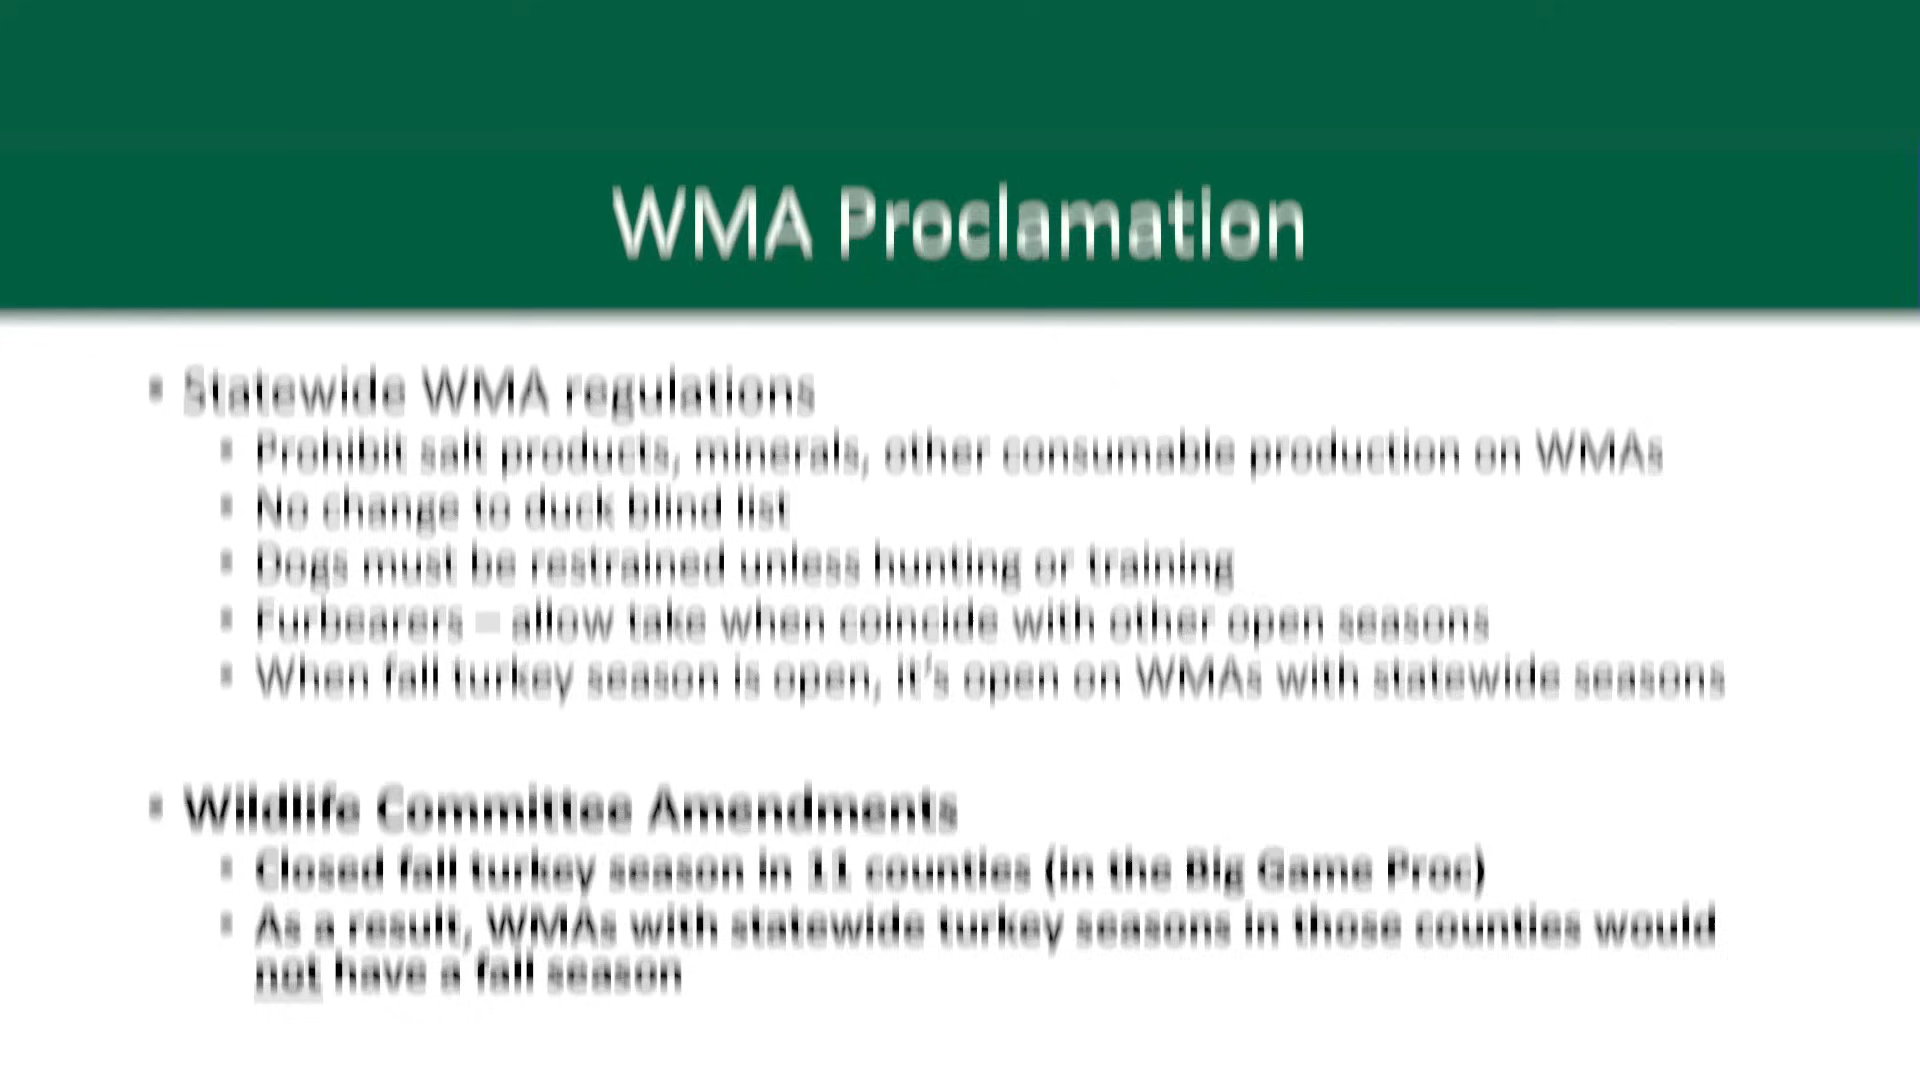 WMA Proclamation
▪ Statewide WMA regulations
▪ Prohibit salt products, minerals, other consumable production on WMAs
▪ No change to duck blind list
▪ Dogs must be restrained unless hunting or training
▪ Furbearers – allow take when coincide with other open seasons
▪ When fall turkey season is open, it's open on WMAs with statewide seasons
▪ Wildlife Committee Amendments
▪ Closed fall turkey season in 11 counties (in the Big Game Proc)
▪ As a result, WMAs with statewide turkey seasons in those counties would
not have a fall season